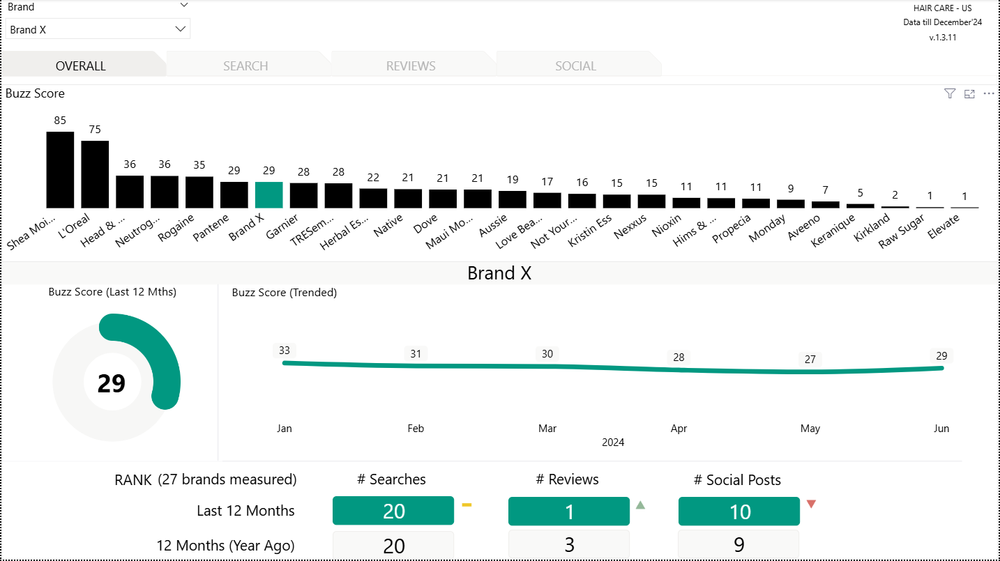 Brand
Brand X
HAIR CARE - US
Data till December'24
v.1.3.11
OVERALL SEARCH REVIEWS SOCIAL
Buzz Score
85 75 36 36 35 29 29 28 28 22 21 21 21 19 17 16 15 15 11 11 11 9 7 5 2 1 1
Shea Moi... L'Oreal Head & ... Neutrog... Rogaine Pantene Brand X Garnier TRESem... Herbal Es... Native Dove Maui Mo... Aussie Love Bea... Not Your... Kristin Ess Nexxus Nioxin Hims & ... Propecia Monday Aveeno Keranique Kirkland Raw Sugar Elevate
Brand X
Buzz Score (Last 12 Mths)
29
Buzz Score (Trended)
33 31 30 28 27 29
Jan Feb Mar Apr May Jun
2024
RANK (27 brands measured) # Searches # Reviews # Social Posts
Last 12 Months 20 1 10
12 Months (Year Ago) 20 3 9